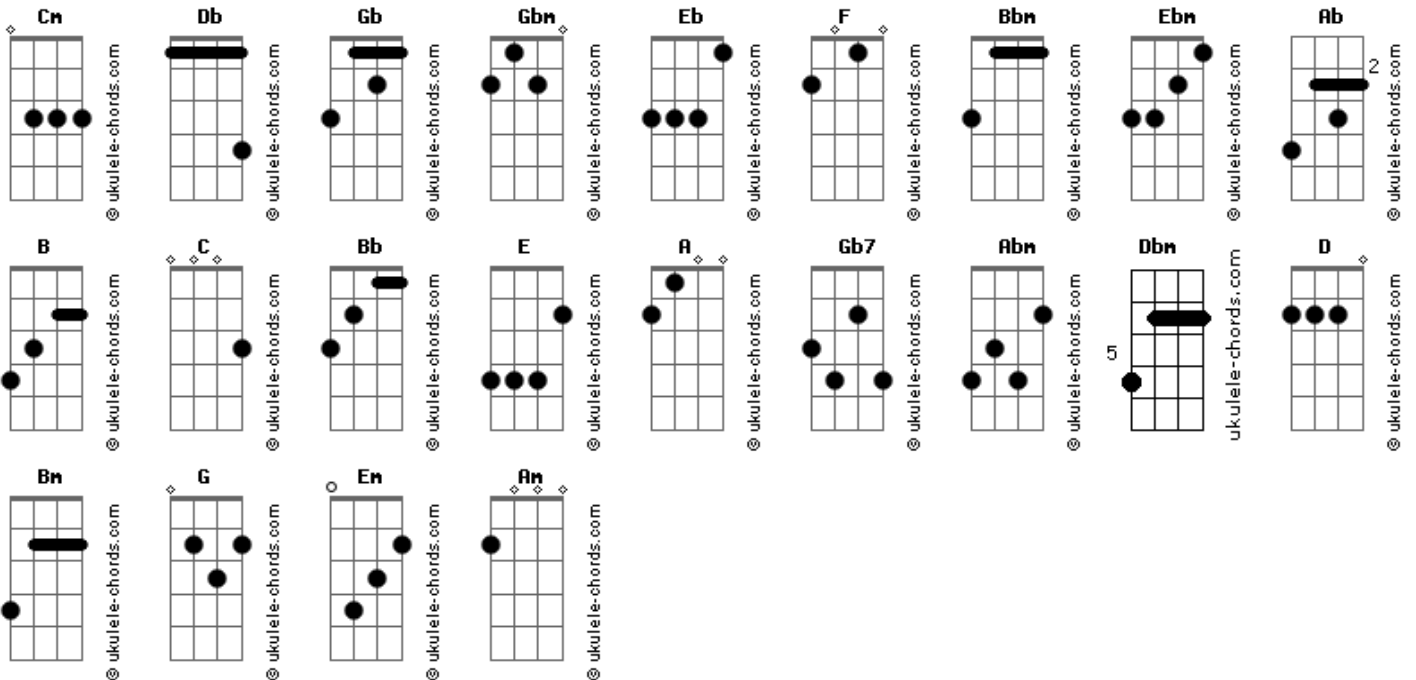 Cm Db Gb Gbm Eb F Bbm Ebm Ab
2
© ukulele-chords.com © ukulele-chords.com © ukulele-chords.com © ukulele-chords.com © ukulele-chords.com © ukulele-chords.com © ukulele-chords.com © ukulele-chords.com © ukulele-chords.com
B C Bb E A Gb7 Abm Dbm D
5
© ukulele-chords.com © ukulele-chords.com © ukulele-chords.com © ukulele-chords.com © ukulele-chords.com © ukulele-chords.com © ukulele-chords.com ukulele-chords.com © ukulele-chords.com
Bm G Em Am
© ukulele-chords.com © ukulele-chords.com © ukulele-chords.com © ukulele-chords.com